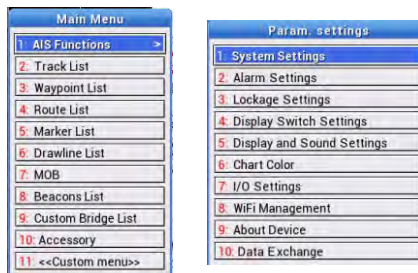 Main Menu
1: AIS Functions >
2: Track List
3: Waypoint List
4: Route List
5: Marker List
6: Drawline List
7: MOB
8: Beacons List
9: Custom Bridge List
10: Accessory
11: <<Custom menu>>
Param. settings
1: System Settings
2: Alarm Settings
3: Lockage Settings
4: Display Switch Settings
5: Display and Sound Settings
6: Chart Color
7: I/O Settings
8: WiFi Management
9: About Device
10: Data Exchange